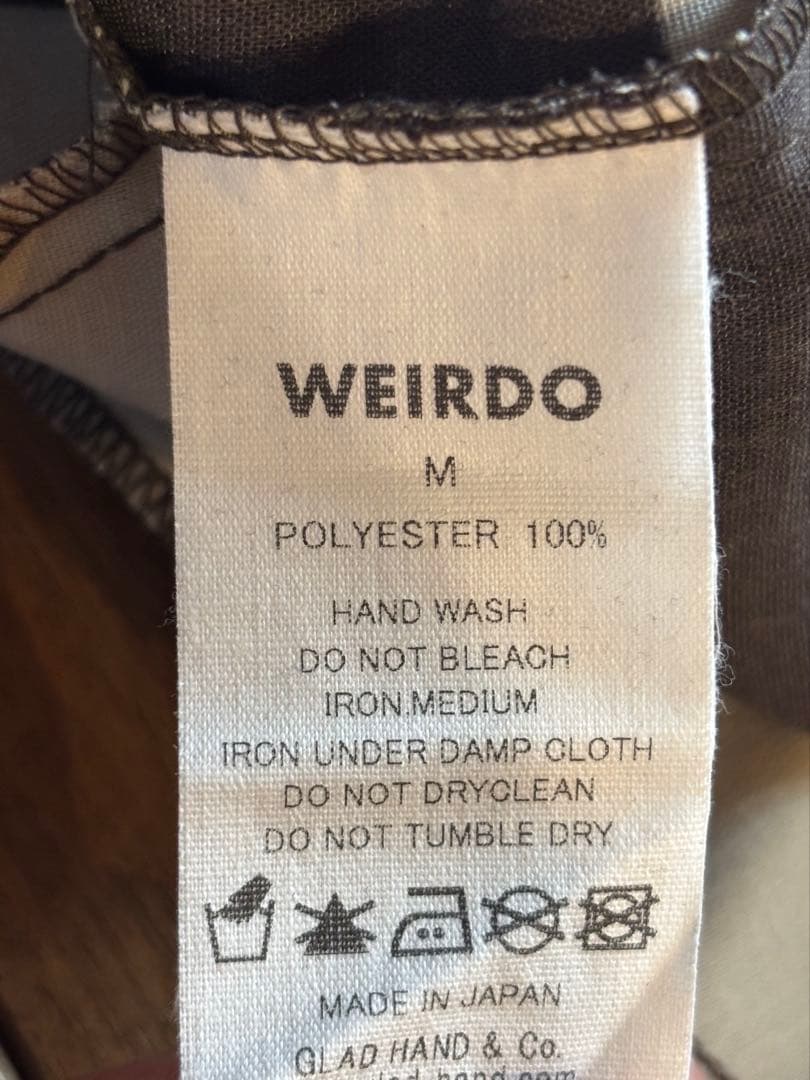 WEIRDO
M
POLYESTER 100%
HAND WASH
DO NOT BLEACH
IRON.MEDIUM
IRON UNDER DAMP CLOTH
DO NOT DRYCLEAN
DO NOT TUMBLE DRY
MADE IN JAPAN
GLAD HAND & Co.